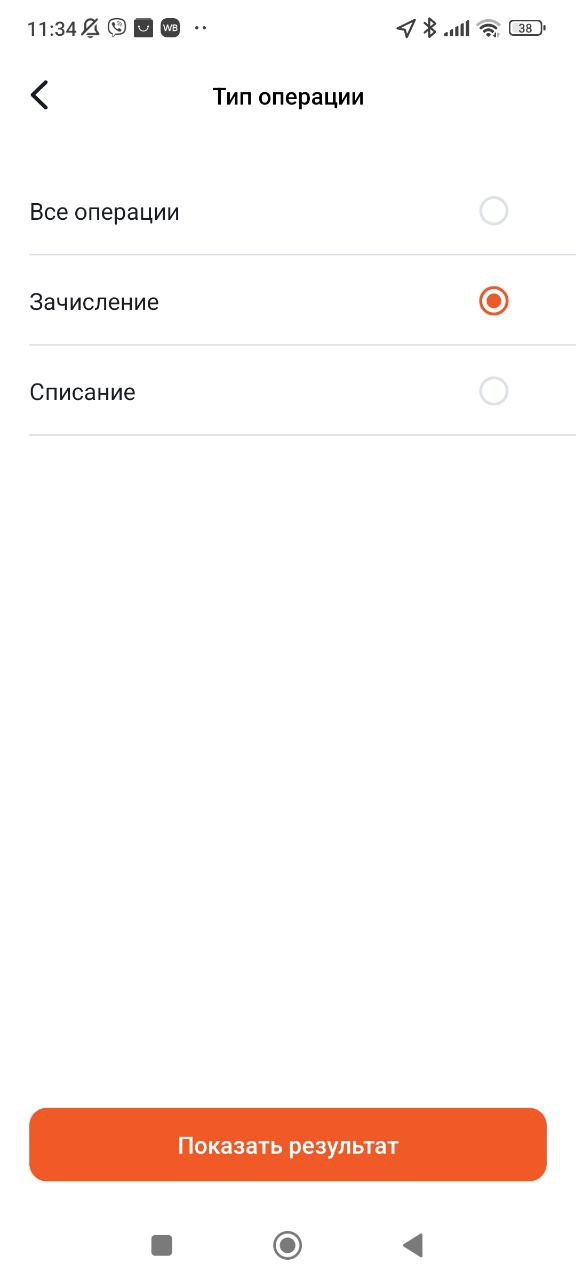 11:34 WB 38
Тип операции
Все операции
Зачисление
Списание
Показать результат